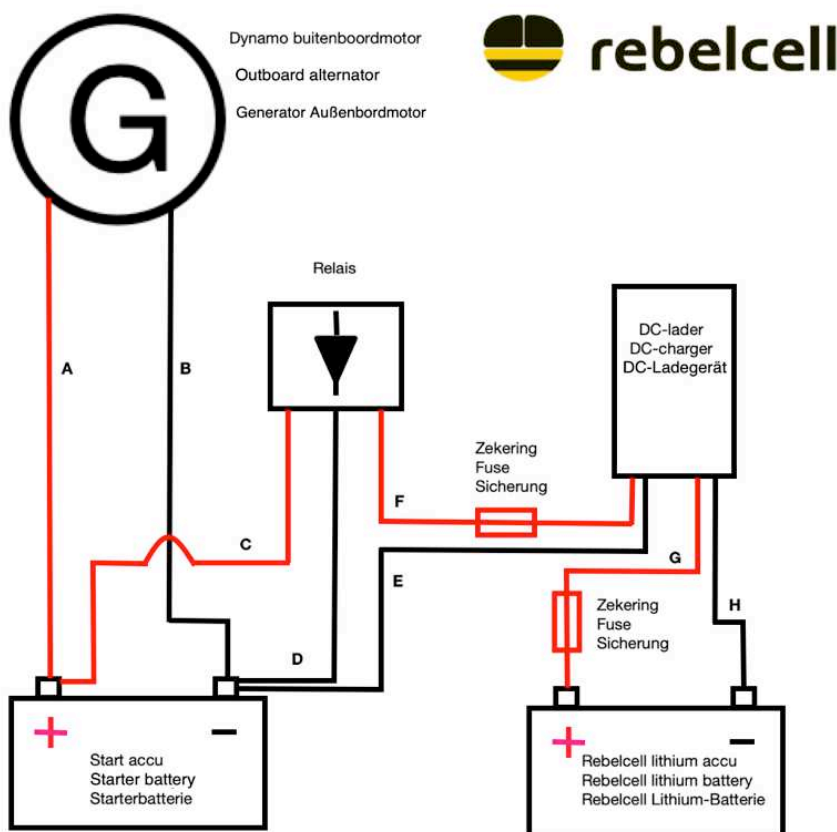 rebelcell
G
Dynamo buitenboordmotor
Outboard alternator
Generator Außenbordmotor
Relais
A
B
DC-lader
DC-charger
DC-Ladegerät
Zekering
Fuse
Sicherung
F
C
E
G
H
Zekering
Fuse
Sicherung
D
+
−
Start accu
Starter battery
Starterbatterie
+
−
Rebelcell lithium accu
Rebelcell lithium battery
Rebelcell Lithium-Batterie